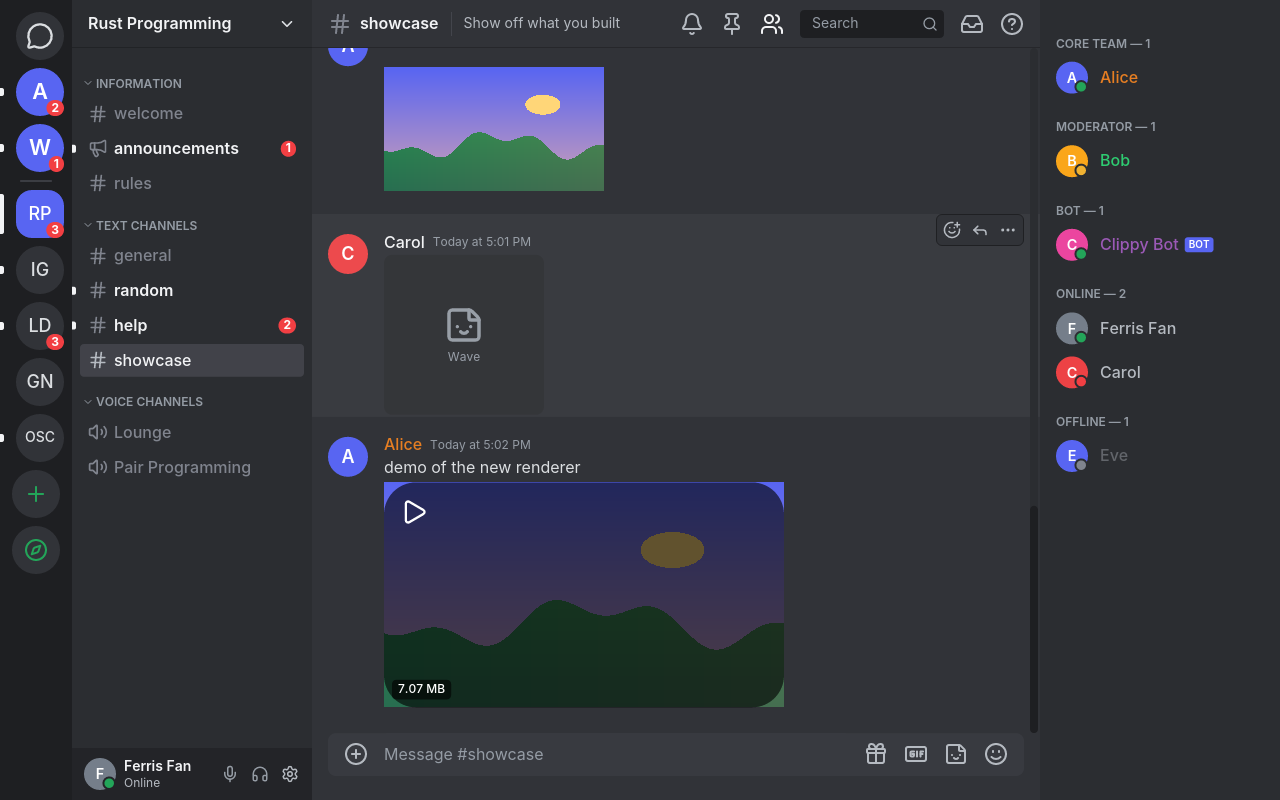 A
2
W
1
RP
3
IG
LD
3
GN
OSC
Rust Programming
INFORMATION
welcome
announcements
1
rules
TEXT CHANNELS
general
random
help
2
showcase
VOICE CHANNELS
Lounge
Pair Programming
F
Ferris Fan
Online
showcase
Show off what you built
Search
A
C
Carol
Today at 5:01 PM
Wave
A
Alice
Today at 5:02 PM
demo of the new renderer
7.07 MB
Message #showcase
GIF
CORE TEAM — 1
A
Alice
MODERATOR — 1
B
Bob
BOT — 1
C
Clippy Bot
BOT
ONLINE — 2
F
Ferris Fan
C
Carol
OFFLINE — 1
E
Eve